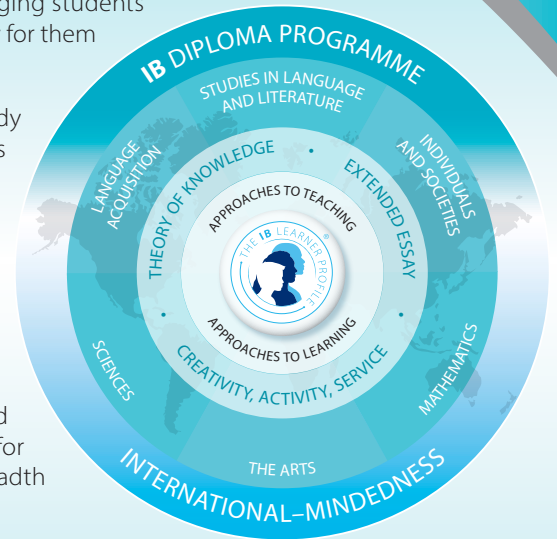 ging students
for them
dy
s
d
for
adth
IB DIPLOMA PROGRAMME
STUDIES IN LANGUAGE
AND LITERATURE
LANGUAGE
ACQUISITION
INDIVIDUALS
AND SOCIETIES
THEORY OF KNOWLEDGE
•
EXTENDED ESSAY
•
APPROACHES TO TEACHING
THE IB LEARNER PROFILE
®
APPROACHES TO LEARNING
•
CREATIVITY, ACTIVITY, SERVICE
SCIENCES
MATHEMATICS
THE ARTS
INTERNATIONAL–MINDEDNESS